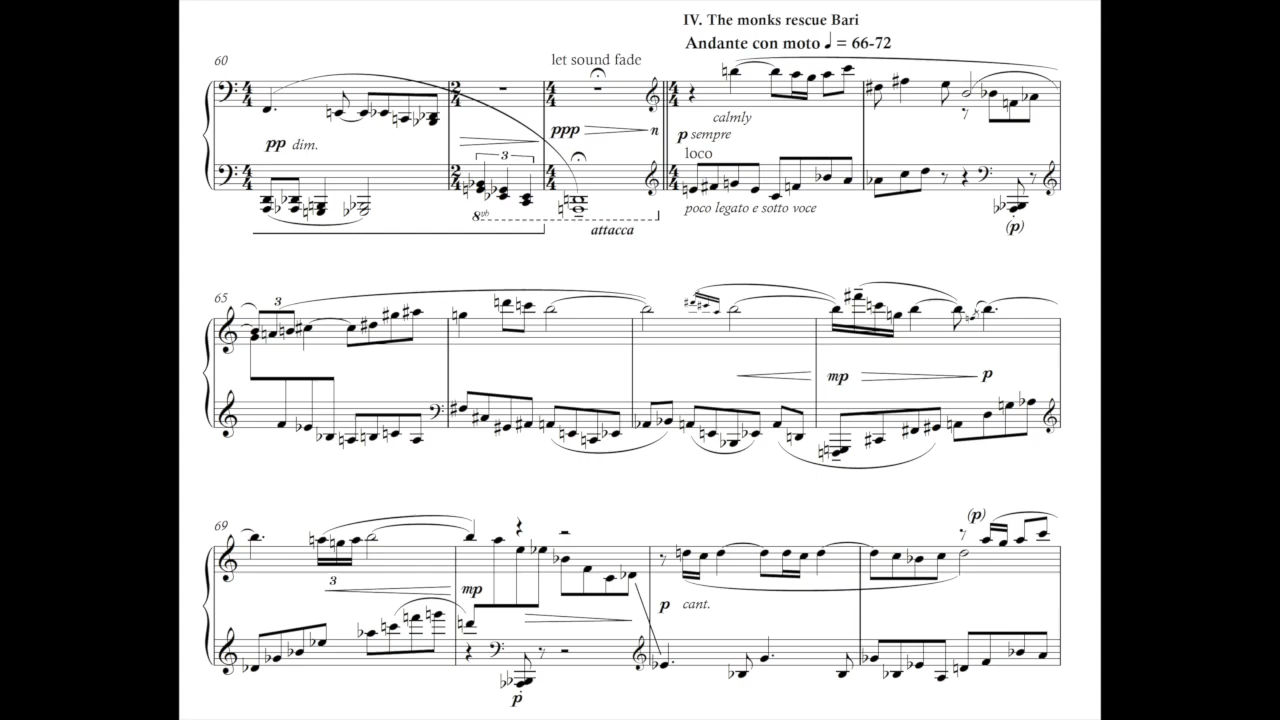 IV. The monks rescue Bari
Andante con moto ♩ = 66-72
60
let sound fade
calmly
pp dim.
ppp
n
p sempre
3
loco
8vb
poco legato e sotto voce
attacca
(p)
65
3
mp
p
69
(p)
3
mp
p cant.
p